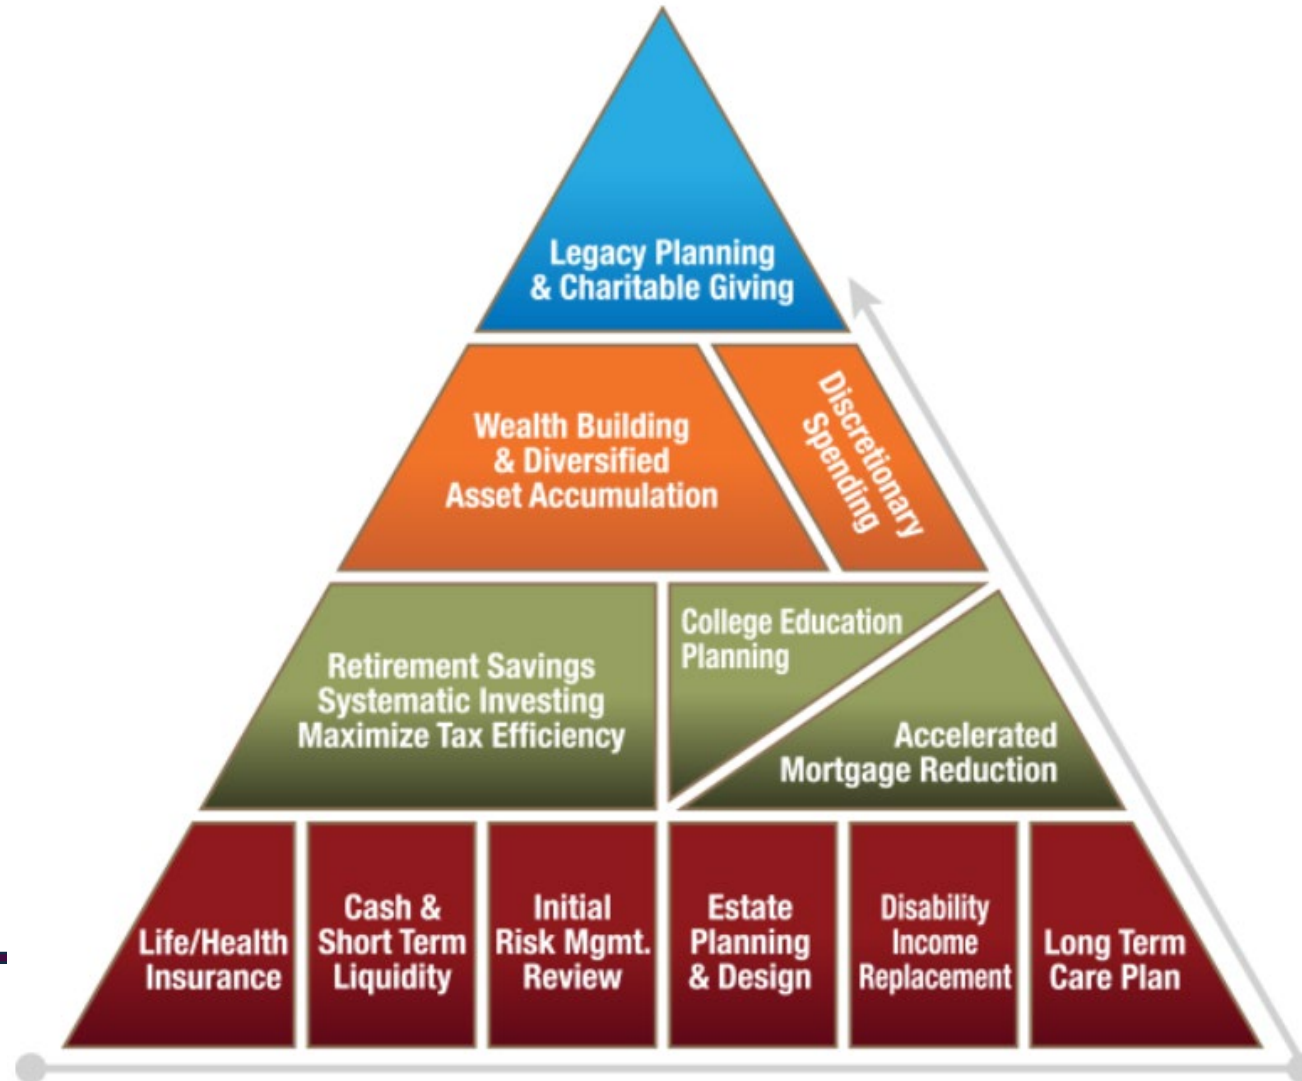 Legacy Planning
& Charitable Giving
Wealth Building
& Diversified
Asset Accumulation
Discretionary
Spending
Retirement Savings
Systematic Investing
Maximize Tax Efficiency
College Education
Planning
Accelerated
Mortgage Reduction
Life/Health
Insurance
Cash &
Short Term
Liquidity
Initial
Risk Mgmt.
Review
Estate
Planning
& Design
Disability
Income
Replacement
Long Term
Care Plan